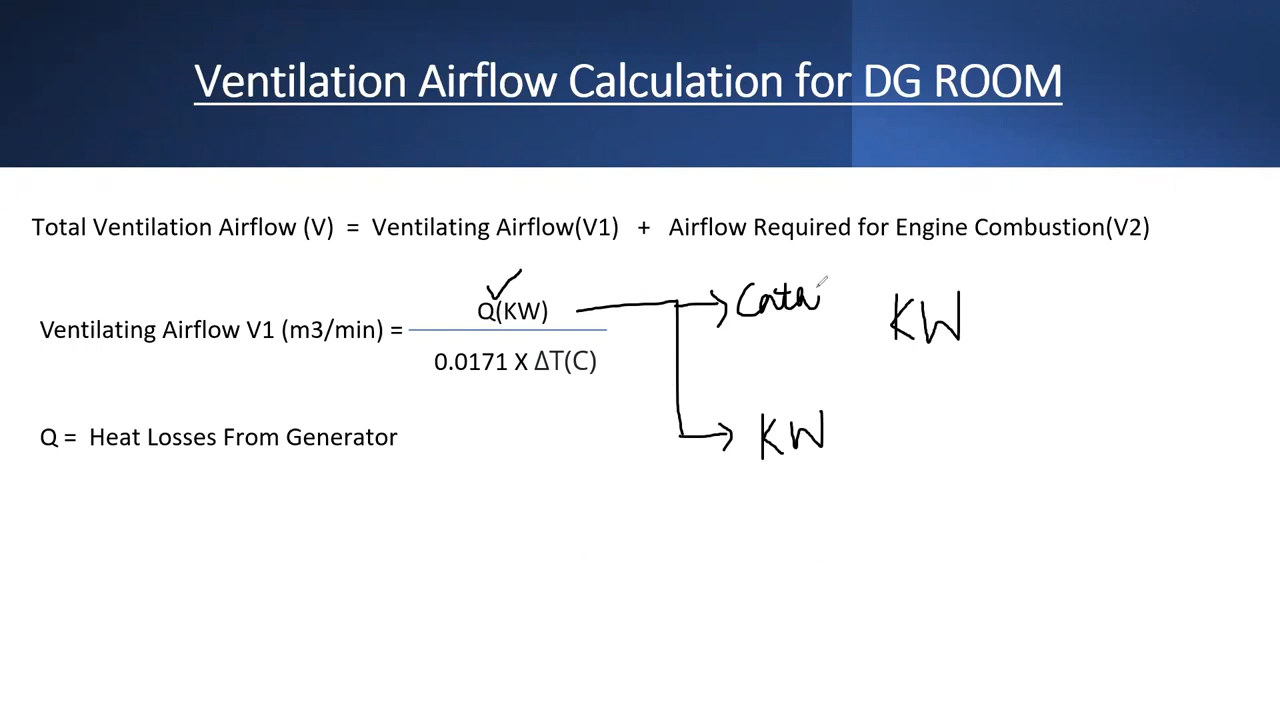 Ventilation Airflow Calculation for DG ROOM
Total Ventilation Airflow (V) = Ventilating Airflow(V1) + Airflow Required for Engine Combustion(V2)
Q(KW)
Ventilating Airflow V1 (m3/min) =
0.0171 X ΔT(C)
Cata
KW
KW
Q = Heat Losses From Generator